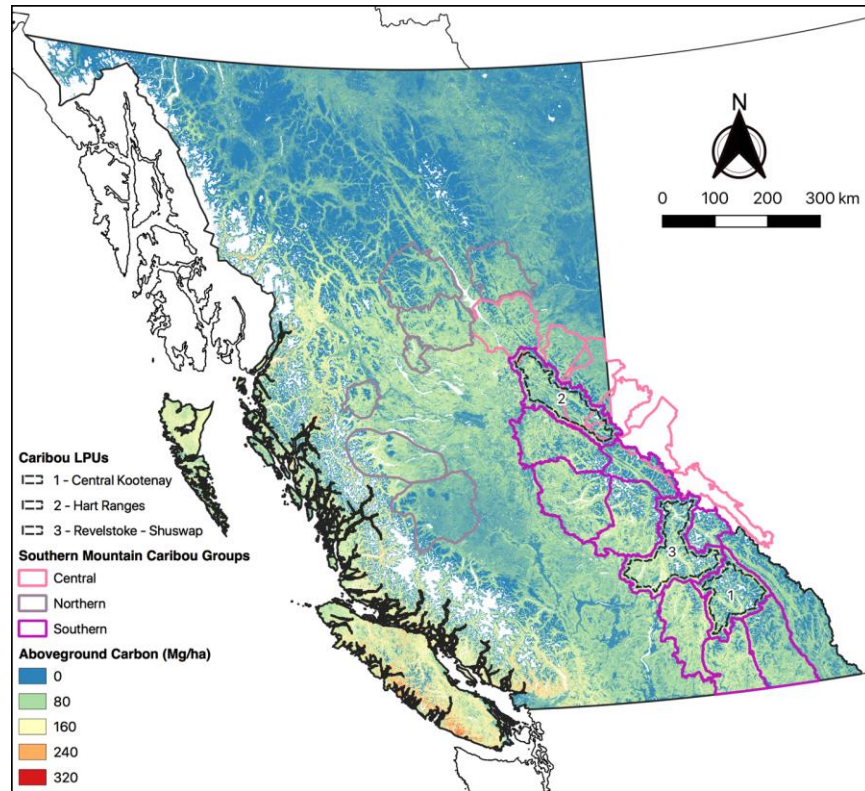 N
0 100 200 300 km
2
3
1
Caribou LPUs
1 - Central Kootenay
2 - Hart Ranges
3 - Revelstoke - Shuswap
Southern Mountain Caribou Groups
Central
Northern
Southern
Aboveground Carbon (Mg/ha)
0
80
160
240
320